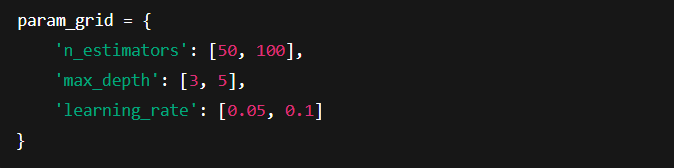 param_grid = {
    'n_estimators': [50, 100],
    'max_depth': [3, 5],
    'learning_rate': [0.05, 0.1]
}